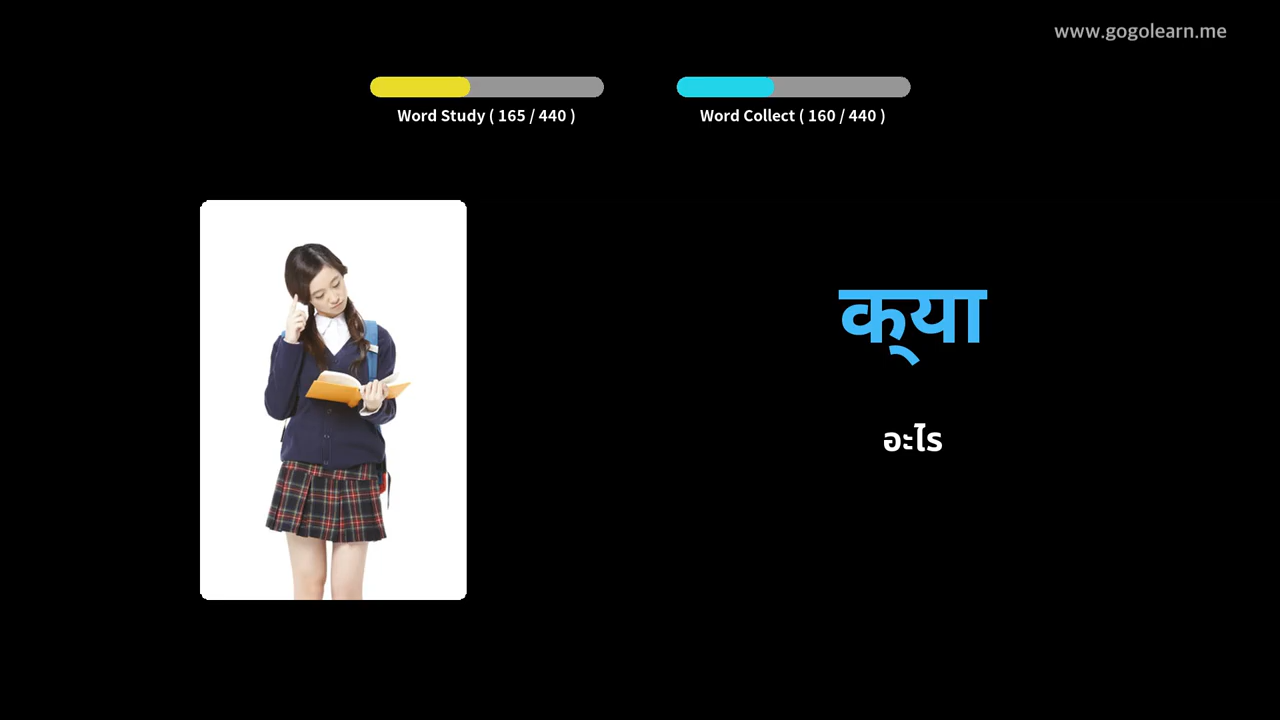 www.gogolearn.me
Word Study ( 165 / 440 )
Word Collect ( 160 / 440 )
क्‌या
อะไร